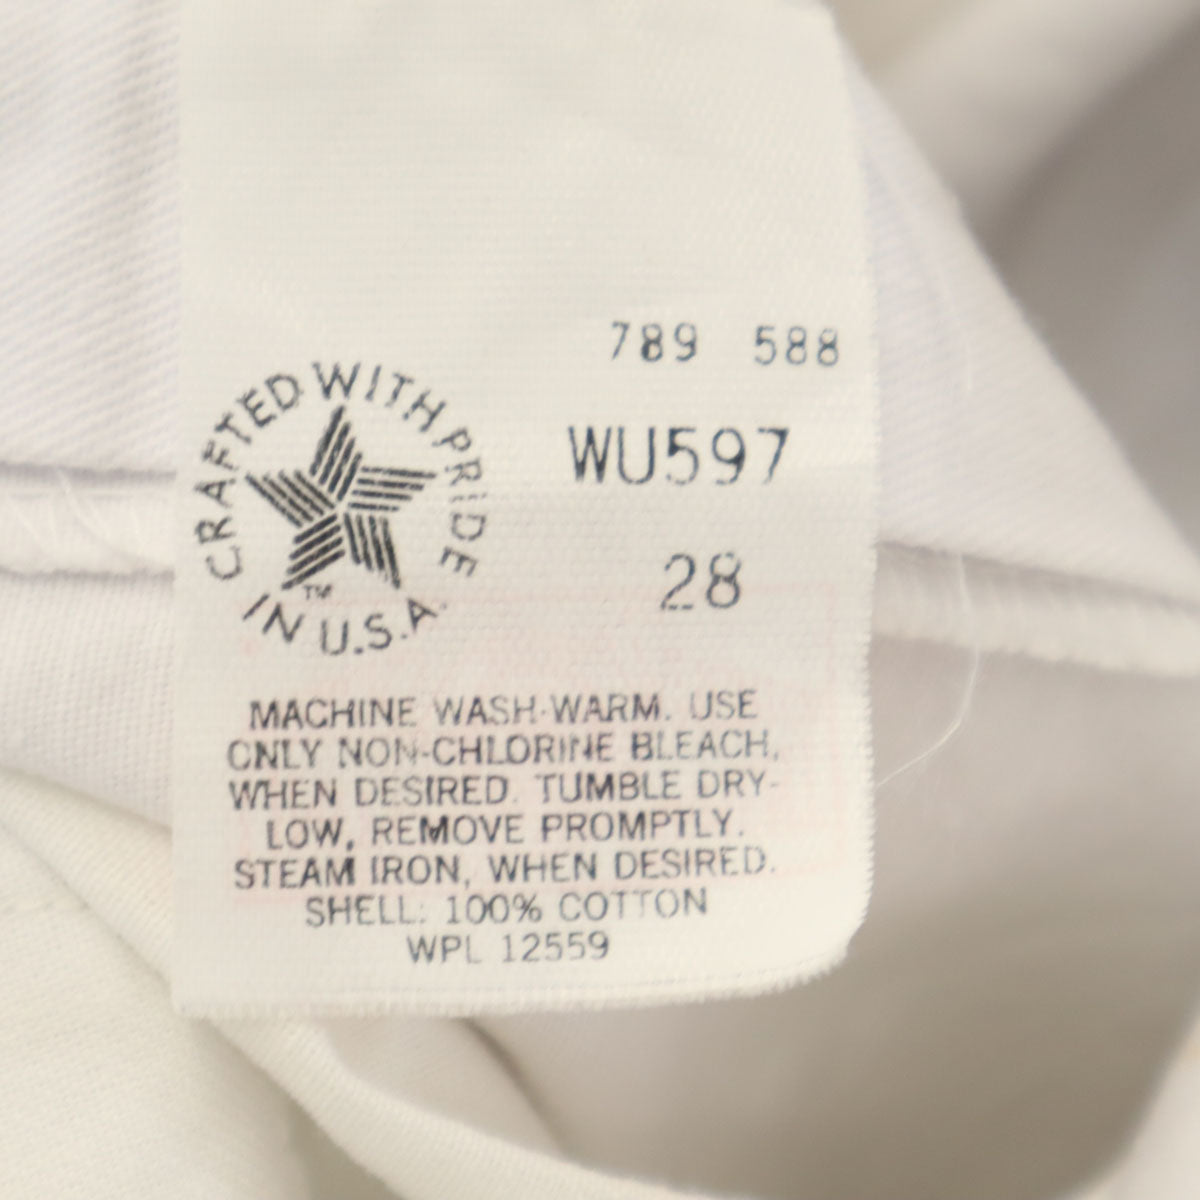 789 588
CRAFTED WITH PRIDE
IN U.S.A.
TM
WU597
28
MACHINE WASH-WARM. USE
ONLY NON-CHLORINE BLEACH,
WHEN DESIRED. TUMBLE DRY-
LOW, REMOVE PROMPTLY.
STEAM IRON, WHEN DESIRED.
SHELL: 100% COTTON
WPL 12559